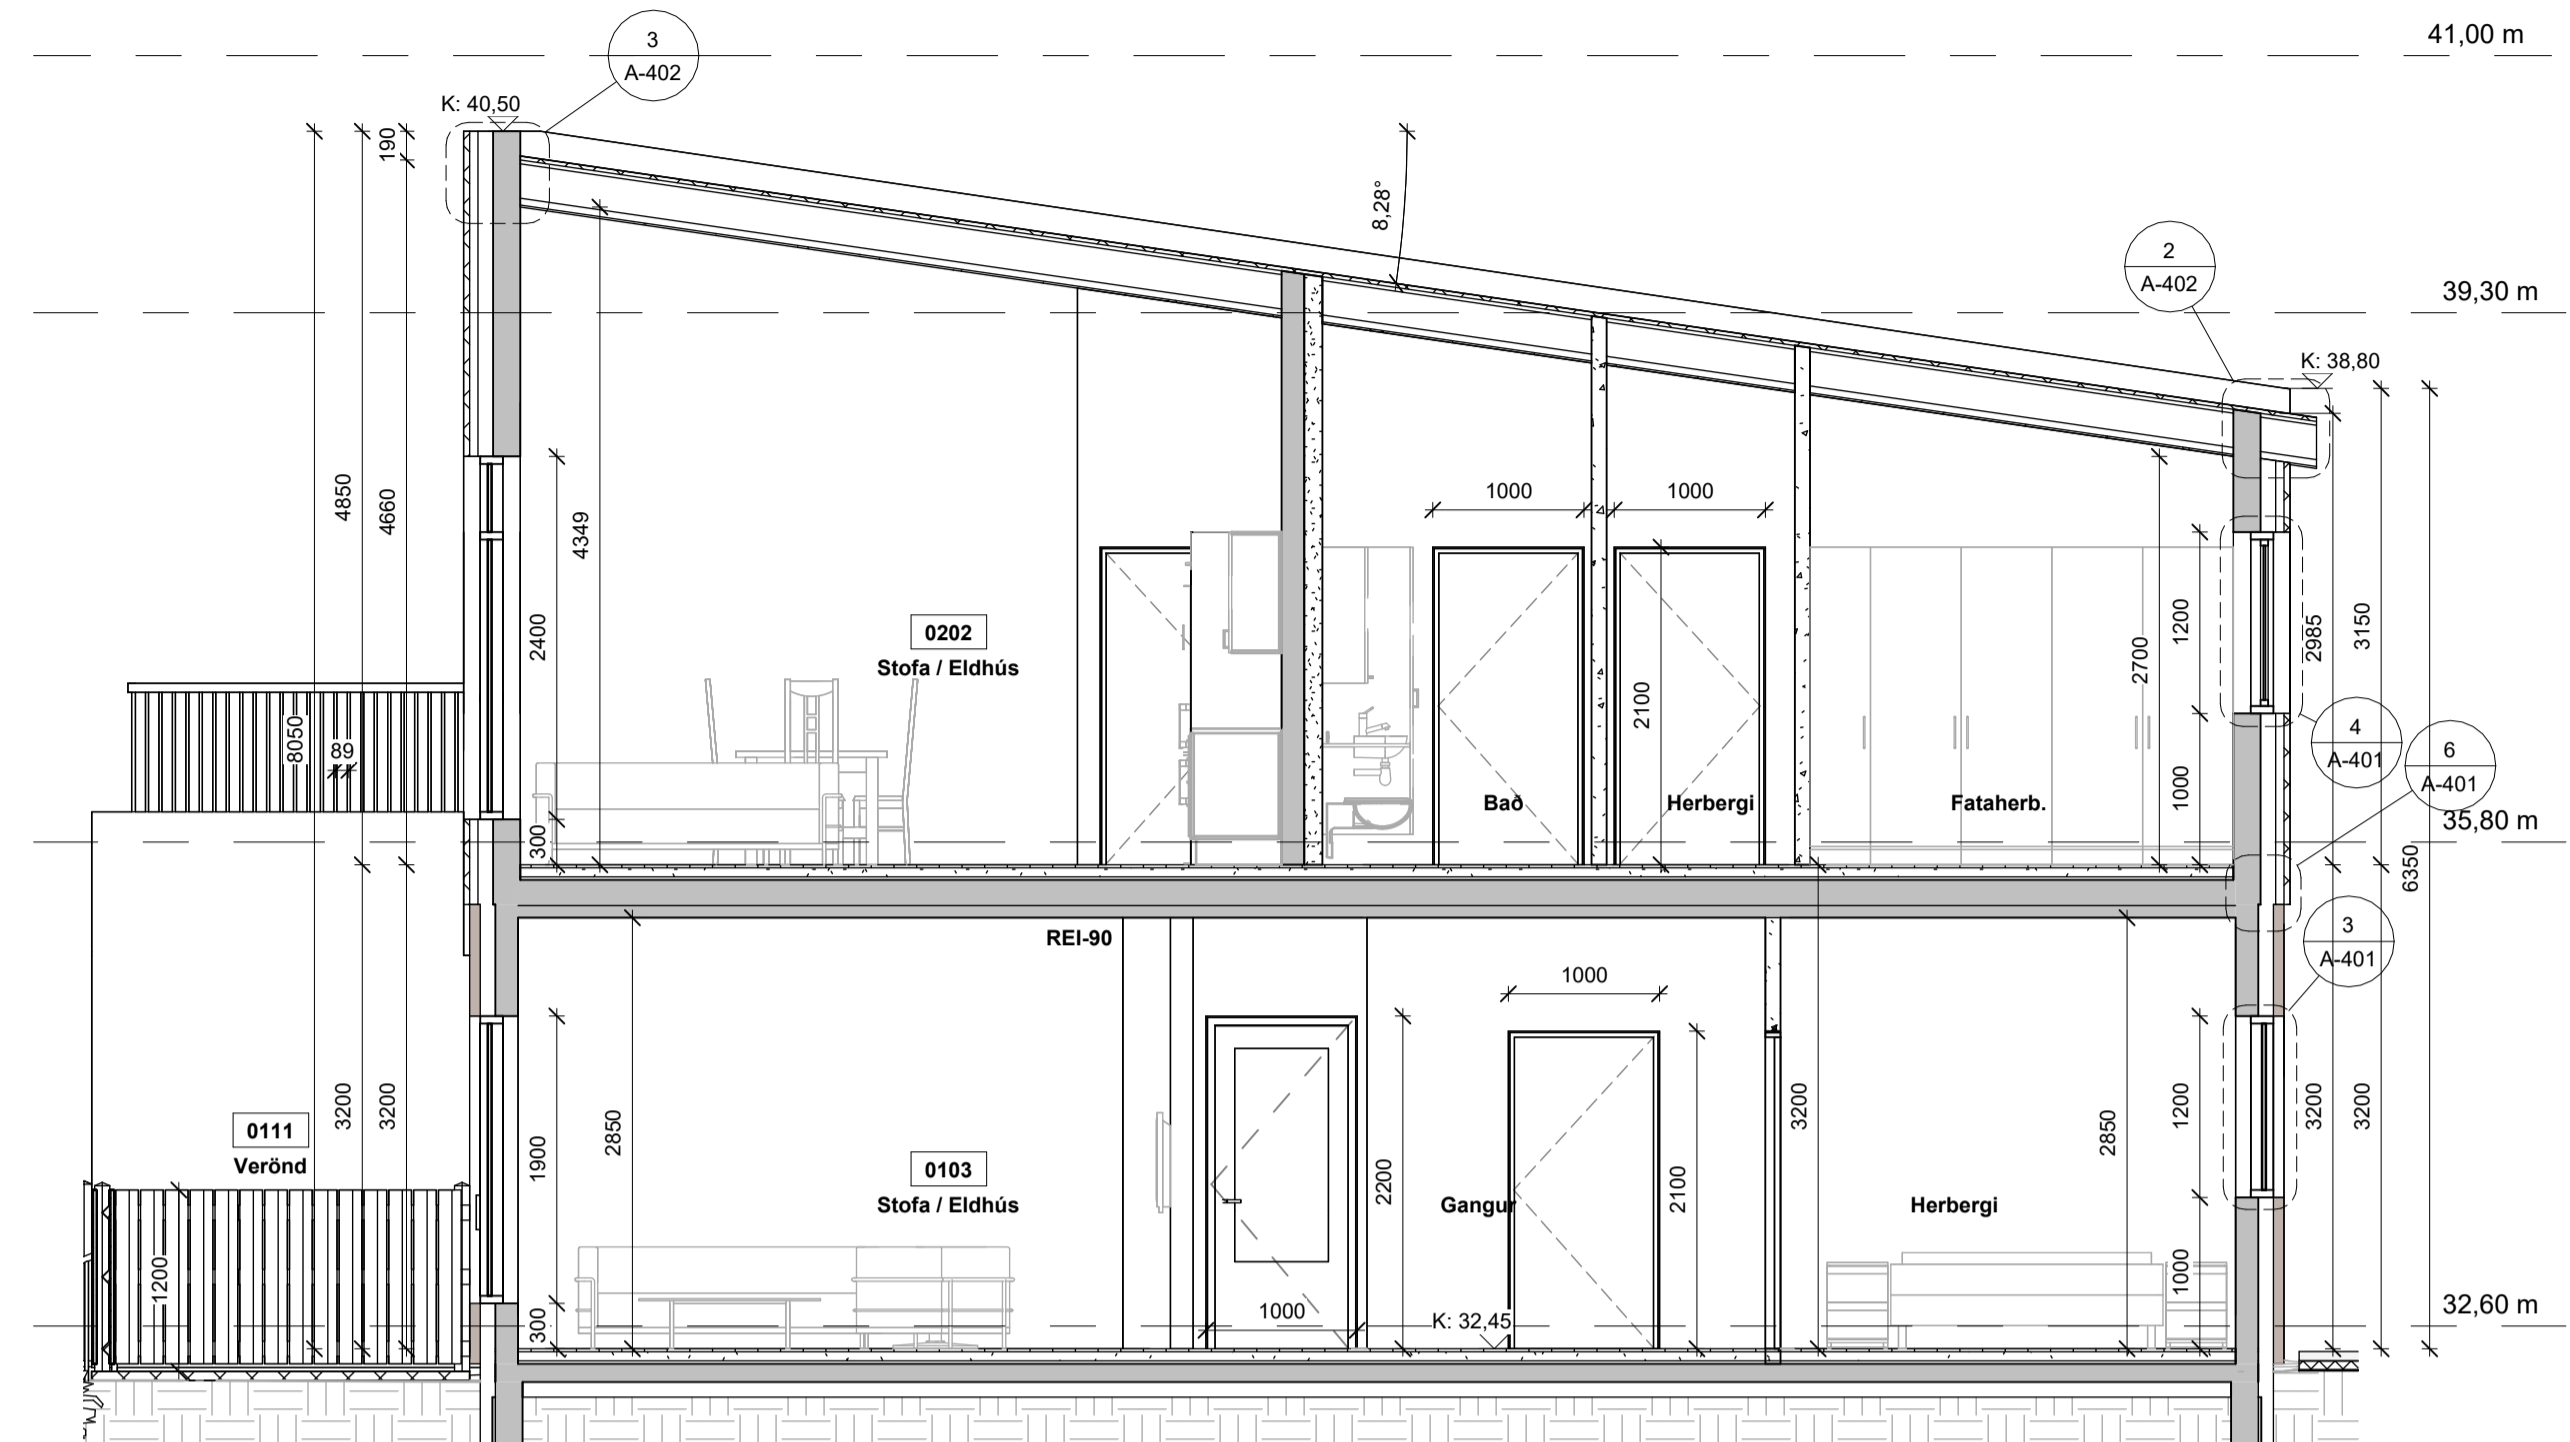 41,00 m
3
A-402
K: 40,50
190
8,28°
2
A-402
39,30 m
K: 38,80
4850
4660
4349
2400
1000
1000
0202
Stofa / Eldhús
2100
2700
1200
2985
3150
8050
89
300
Bað
Herbergi
Fataherb.
1000
4
A-401
6
A-401
35,80 m
6350
3
A-401
REI-90
1000
3200
3200
1900
2850
2200
2100
3200
2850
1200
3200
3200
0111
Verönd
0103
Stofa / Eldhús
Gangur
Herbergi
1200
300
1000
K: 32,45
1000
32,60 m